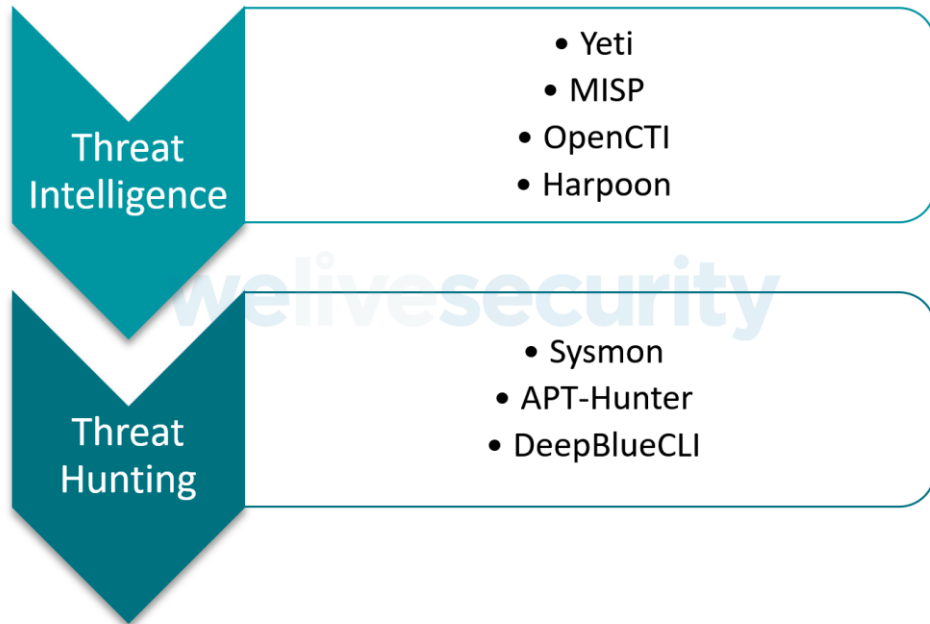 Threat
Intelligence
• Yeti
• MISP
• OpenCTI
• Harpoon
welivesecurity
Threat
Hunting
• Sysmon
• APT-Hunter
• DeepBlueCLI